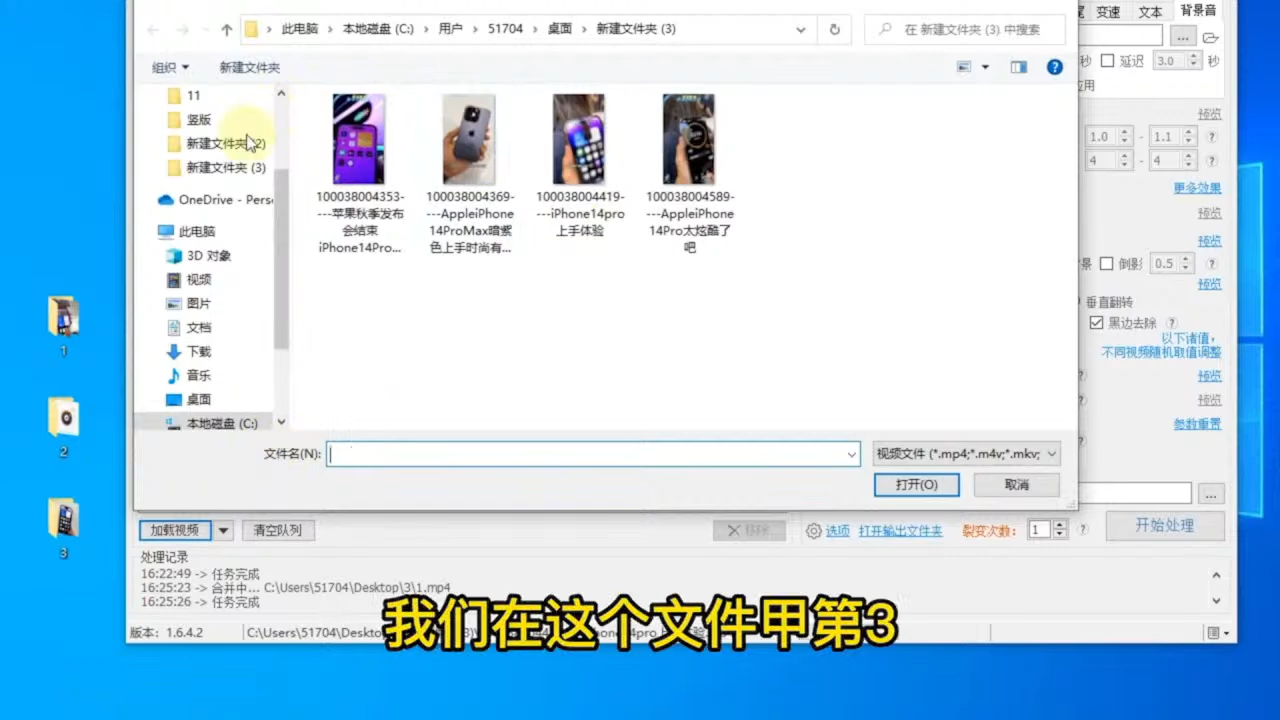 此电脑 › 本地磁盘 (C:) › 用户 › 51704 › 桌面 › 新建文件夹 (3)
在 新建文件夹 (3) 中搜索
变速 文本 背景音
组织 新建文件夹
...
秒 延迟 3.0 秒
应用
11
竖版
新建文件夹 (2)
新建文件夹 (3)
OneDrive - Pers
此电脑
3D 对象
视频
图片
文档
下载
音乐
桌面
本地磁盘 (C:)
100038004353-
---苹果秋季发布
会结束
iPhone14Pro...
100038004369-
---AppleiPhone
14ProMax暗紫
色上手时尚有...
100038004419-
---iPhone14pro
上手体验
100038004589-
---AppleiPhone
14Pro太炫酷了
吧
预览
1.0 - 1.1 ?
4 - 4 ?
更多效果
预览
预览
景 倒影 0.5 ?
预览
垂直翻转
黑边去除 ?
以下诸值，
不同视频随机取值调整
预览
预览
参数重置
1
2
3
文件名(N):
视频文件 (*.mp4;*.m4v;*.mkv;
打开(O) 取消
...
加载视频 清空队列 移除 选项 打开输出文件夹 裂变次数: 1 ? 开始处理
处理记录
16:22:49 -> 任务完成
16:25:23 -> 合并中... C:\Users\51704\Desktop\3\1.mp4
16:25:26 -> 任务完成
我们在这个文件甲第3
版本: 1.6.4.2 C:\Users\51704\Deskto